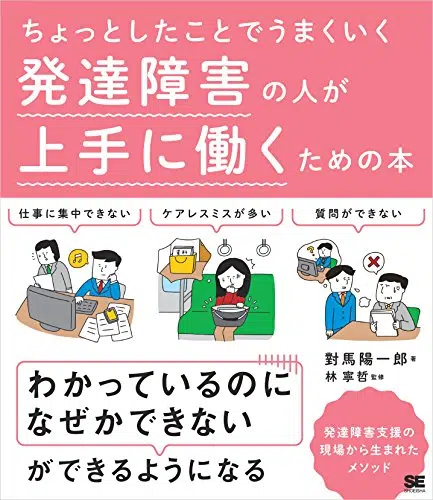 ちょっとしたことでうまくいく
発達障害の人が
上手に働くための本
仕事に集中できない
ケアレスミスが多い
質問ができない
對馬陽一郎 著
林 寧哲 監修
わかっているのに
なぜかできない
ができるようになる
発達障害支援の
現場から生まれた
メソッド
SE
SHOEISHA